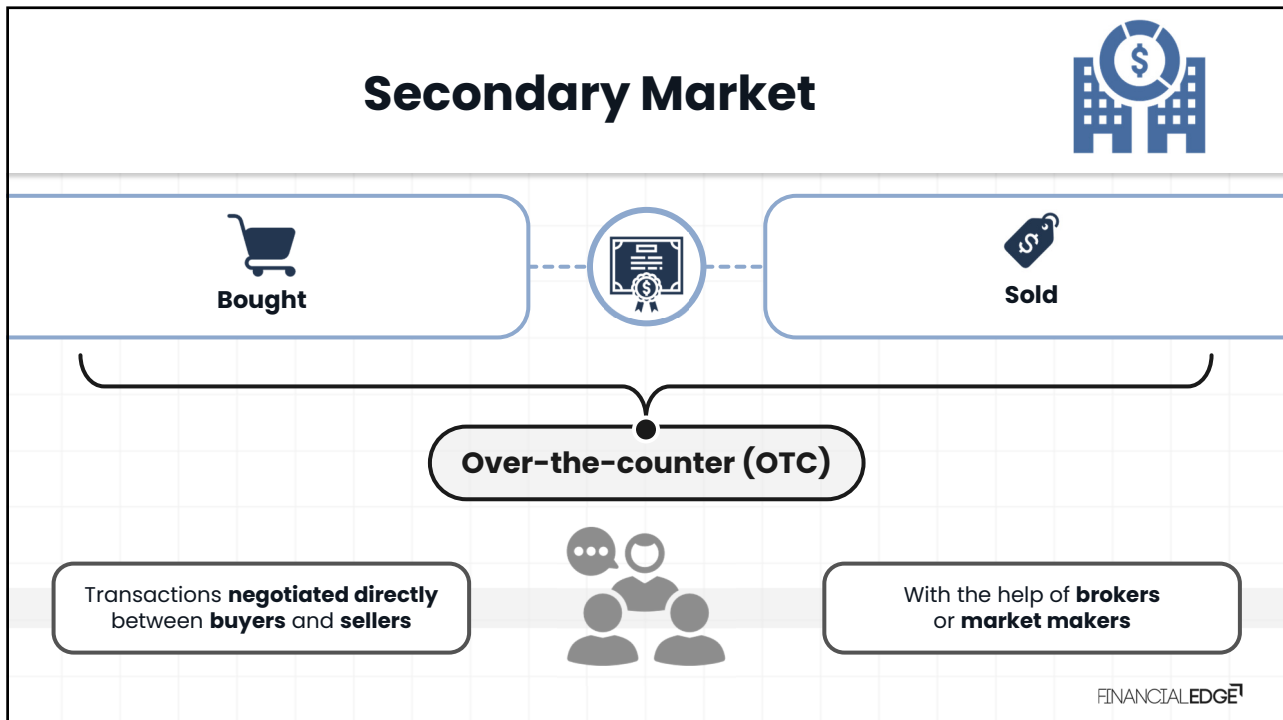 Secondary Market
Bought
Sold
Over-the-counter (OTC)
Transactions negotiated directly
between buyers and sellers
With the help of brokers
or market makers
FINANCIALEDGE